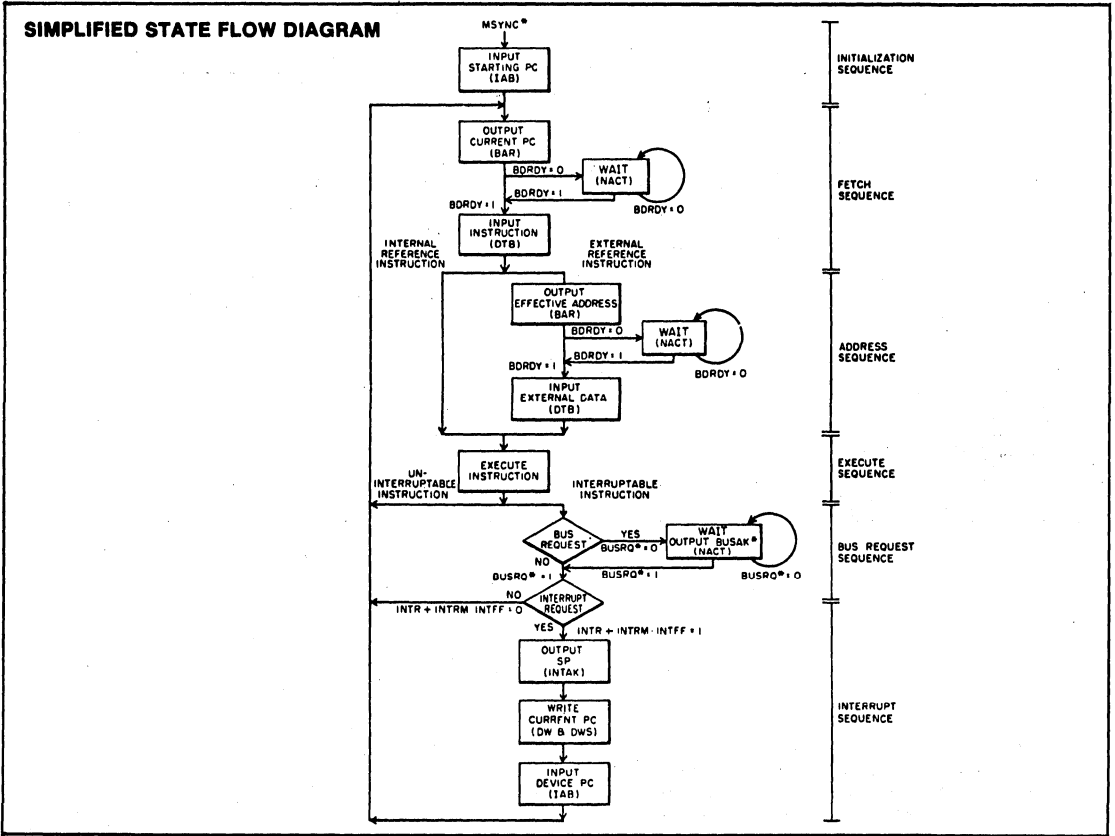 SIMPLIFIED STATE FLOW DIAGRAM
MSYNC*
INPUT
STARTING PC
(IAB)
INITIALIZATION
SEQUENCE
OUTPUT
CURRENT PC
(BAR)
BDRDY = 0
WAIT
(NACT)
BDRDY = 1
BDRDY = 0
BDRDY = 1
FETCH
SEQUENCE
INPUT
INSTRUCTION
(DTB)
INTERNAL
REFERENCE
INSTRUCTION
EXTERNAL
REFERENCE
INSTRUCTION
OUTPUT
EFFECTIVE ADDRESS
(BAR)
BDRDY = 0
WAIT
(NACT)
BDRDY = 1
BDRDY = 1
BDRDY = 0
ADDRESS
SEQUENCE
INPUT
EXTERNAL DATA
(DTB)
EXECUTE
INSTRUCTION
EXECUTE
SEQUENCE
UN-
INTERRUPTABLE
INSTRUCTION
INTERRUPTABLE
INSTRUCTION
BUS
REQUEST
YES
BUSRQ* = 0
WAIT
OUTPUT BUSAK*
(NACT)
BUS REQUEST
SEQUENCE
NO
BUSRQ* = 1
BUSRQ* = 1
BUSRQ* = 0
INTERRUPT
REQUEST
NO
INTR + INTRM · INTFF = 0
YES
INTR + INTRM · INTFF = 1
OUTPUT
SP
(INTAK)
WRITE
CURRENT PC
(DW & DWS)
INTERRUPT
SEQUENCE
INPUT
DEVICE PC
(IAB)